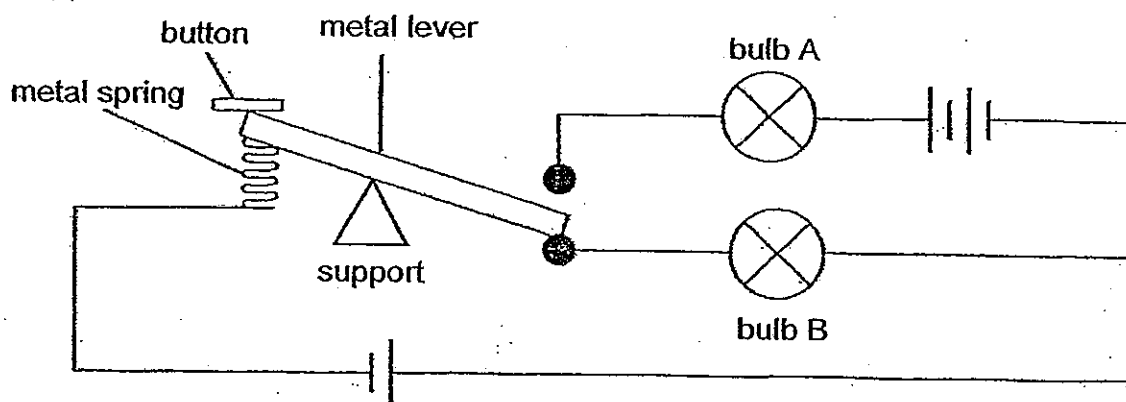 button
metal lever
bulb A
metal spring
support
bulb B